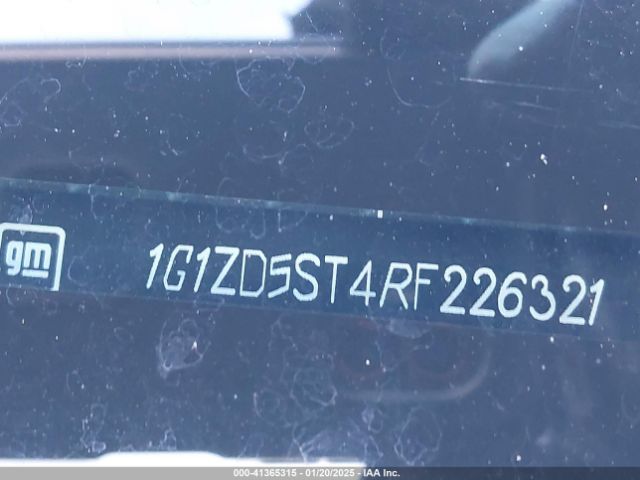 gm
1G1ZD5ST4RF226321
000-41365315 - 01/20/2025 - IAA Inc.